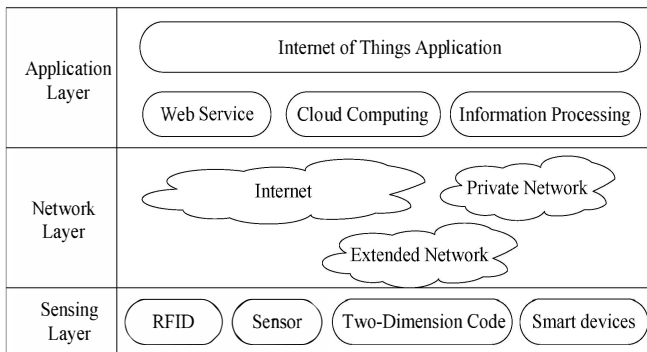 Application
Layer
Internet of Things Application
Web Service
Cloud Computing
Information Processing
Network
Layer
Internet
Private Network
Extended Network
Sensing
Layer
RFID
Sensor
Two-Dimension Code
Smart devices